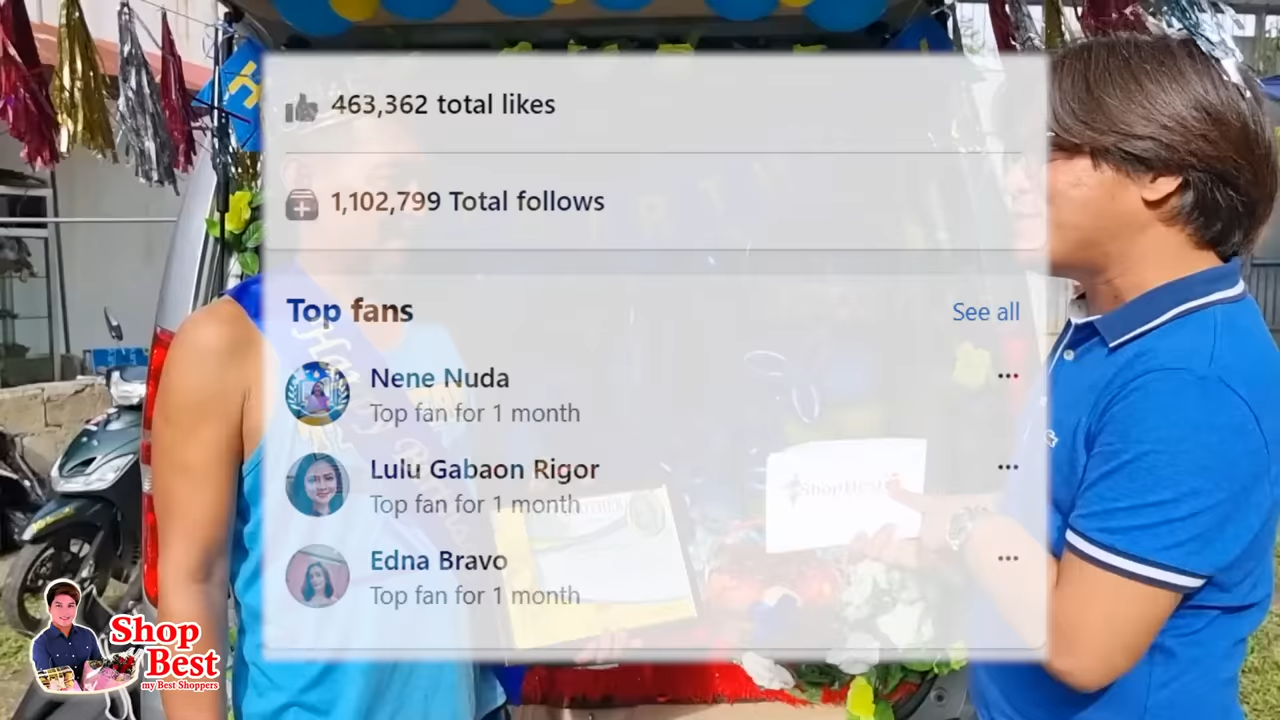 463,362 total likes
1,102,799 Total follows
Top fans
See all
Nene Nuda
Top fan for 1 month
Lulu Gabaon Rigor
Top fan for 1 month
Edna Bravo
Top fan for 1 month
Shop
Best
my Best Shoppers